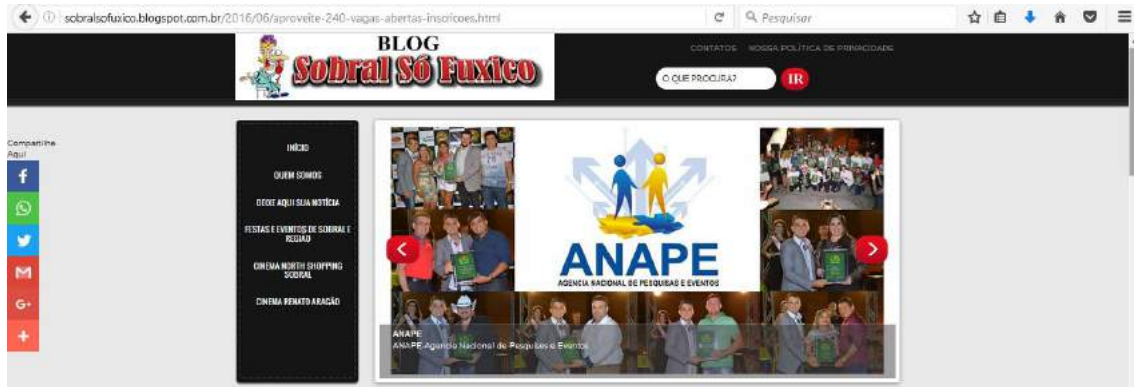 sobralsofuxico.blogspot.com.br/2016/06/aproveite-240-vagas-abertas-inscricoes.html
Pesquisar
BLOG
Sobral Só Fuxico
CONTATOS NOSSA POLÍTICA DE PRIVACIDADE
O QUE PROCURA?
IR
Compartilhe
Aqui
f
G+
INÍCIO
QUEM SOMOS
DEIXE AQUI SUA NOTÍCIA
FESTAS E EVENTOS DE SOBRAL E
REGIÃO
CINEMA NORTH SHOPPING
SOBRAL
CINEMA RENATO ARAGÃO
ANAPE
AGENCIA NACIONAL DE PESQUISAS E EVENTOS
ANAPE
ANAPE-Agencia Nacional de Pesquisas e Eventos